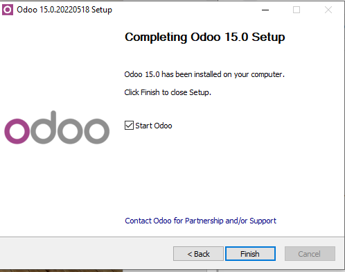 Odoo 15.0.20220518 Setup
Completing Odoo 15.0 Setup
Odoo 15.0 has been installed on your computer.
Click Finish to close Setup.
odoo
Start Odoo
Contact Odoo for Partnership and/or Support
< Back
Finish
Cancel